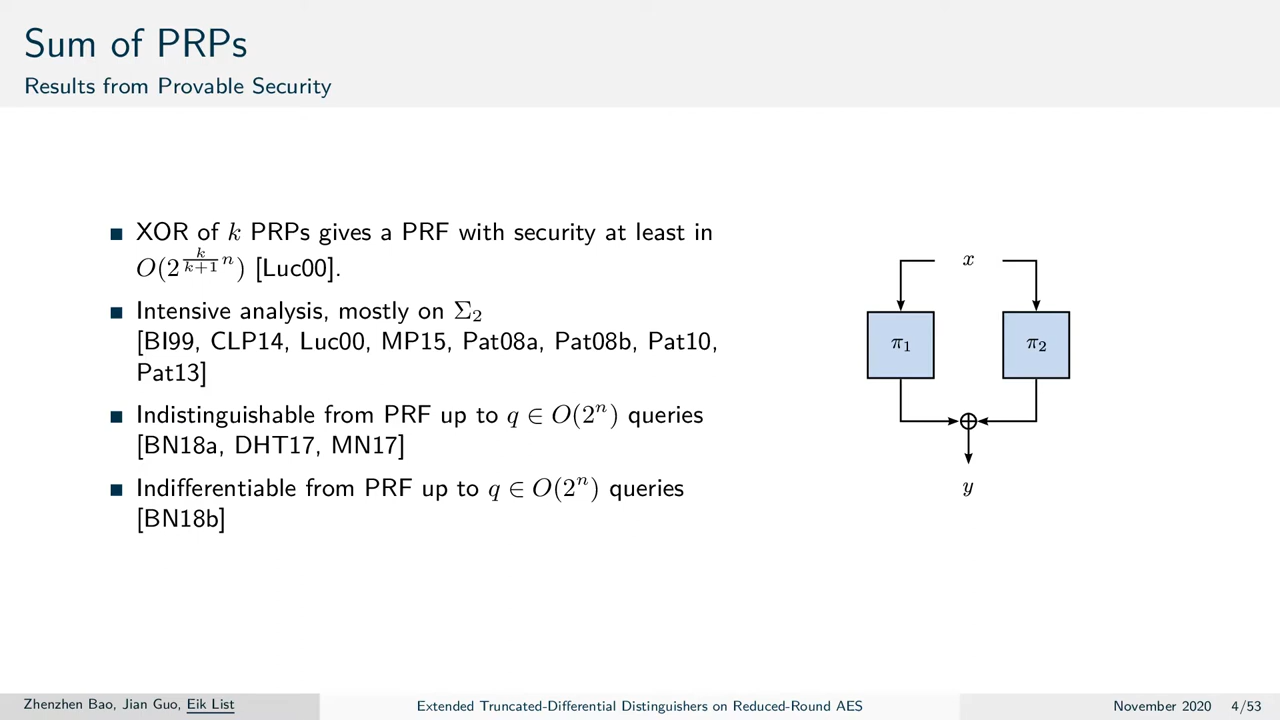 Sum of PRPs
Results from Provable Security
■ XOR of k PRPs gives a PRF with security at least in
O(2^{\frac{k}{k+1}n}) [Luc00].
■ Intensive analysis, mostly on Σ₂
[BI99, CLP14, Luc00, MP15, Pat08a, Pat08b, Pat10,
Pat13]
■ Indistinguishable from PRF up to q ∈ O(2ⁿ) queries
[BN18a, DHT17, MN17]
■ Indifferentiable from PRF up to q ∈ O(2ⁿ) queries
[BN18b]
x
π₁ π₂
⊕
y
Zhenzhen Bao, Jian Guo, Eik List Extended Truncated-Differential Distinguishers on Reduced-Round AES November 2020 4/53